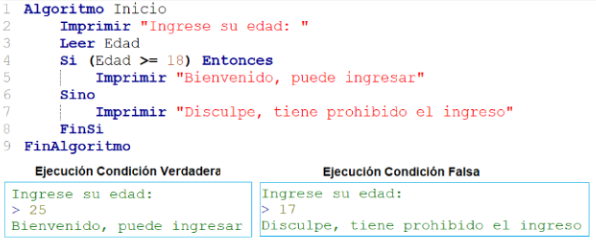 1 Algoritmo Inicio
2 Imprimir "Ingrese su edad: "
3 Leer Edad
4 Si (Edad >= 18) Entonces
5 Imprimir "Bienvenido, puede ingresar"
6 Sino
7 Imprimir "Disculpe, tiene prohibido el ingreso"
8 FinSi
9 FinAlgoritmo
Ejecución Condición Verdadera
Ingrese su edad:
> 25
Bienvenido, puede ingresar
Ejecución Condición Falsa
Ingrese su edad:
> 17
Disculpe, tiene prohibido el ingreso